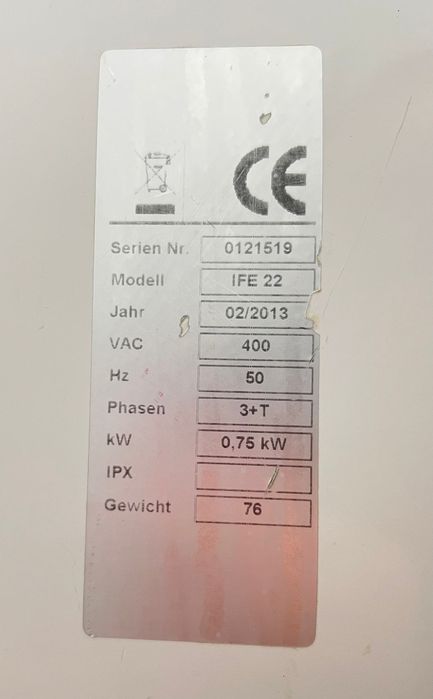 CE
Serien Nr. 0121519
Modell IFE 22
Jahr 02/2013
VAC 400
Hz 50
Phasen 3+T
kW 0,75 kW
IPX
Gewicht 76